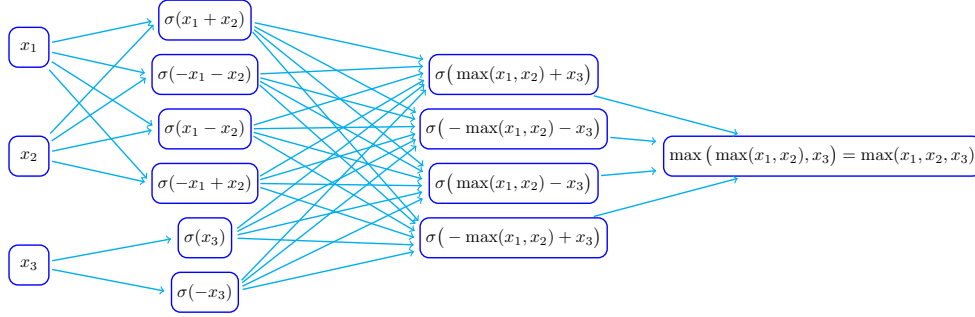 x₁
x₂
x₃
σ(x₁ + x₂)
σ(−x₁ − x₂)
σ(x₁ − x₂)
σ(−x₁ + x₂)
σ(x₃)
σ(−x₃)
σ(max(x₁, x₂) + x₃)
σ(− max(x₁, x₂) − x₃)
σ(max(x₁, x₂) − x₃)
σ(− max(x₁, x₂) + x₃)
max (max(x₁, x₂), x₃) = max(x₁, x₂, x₃)